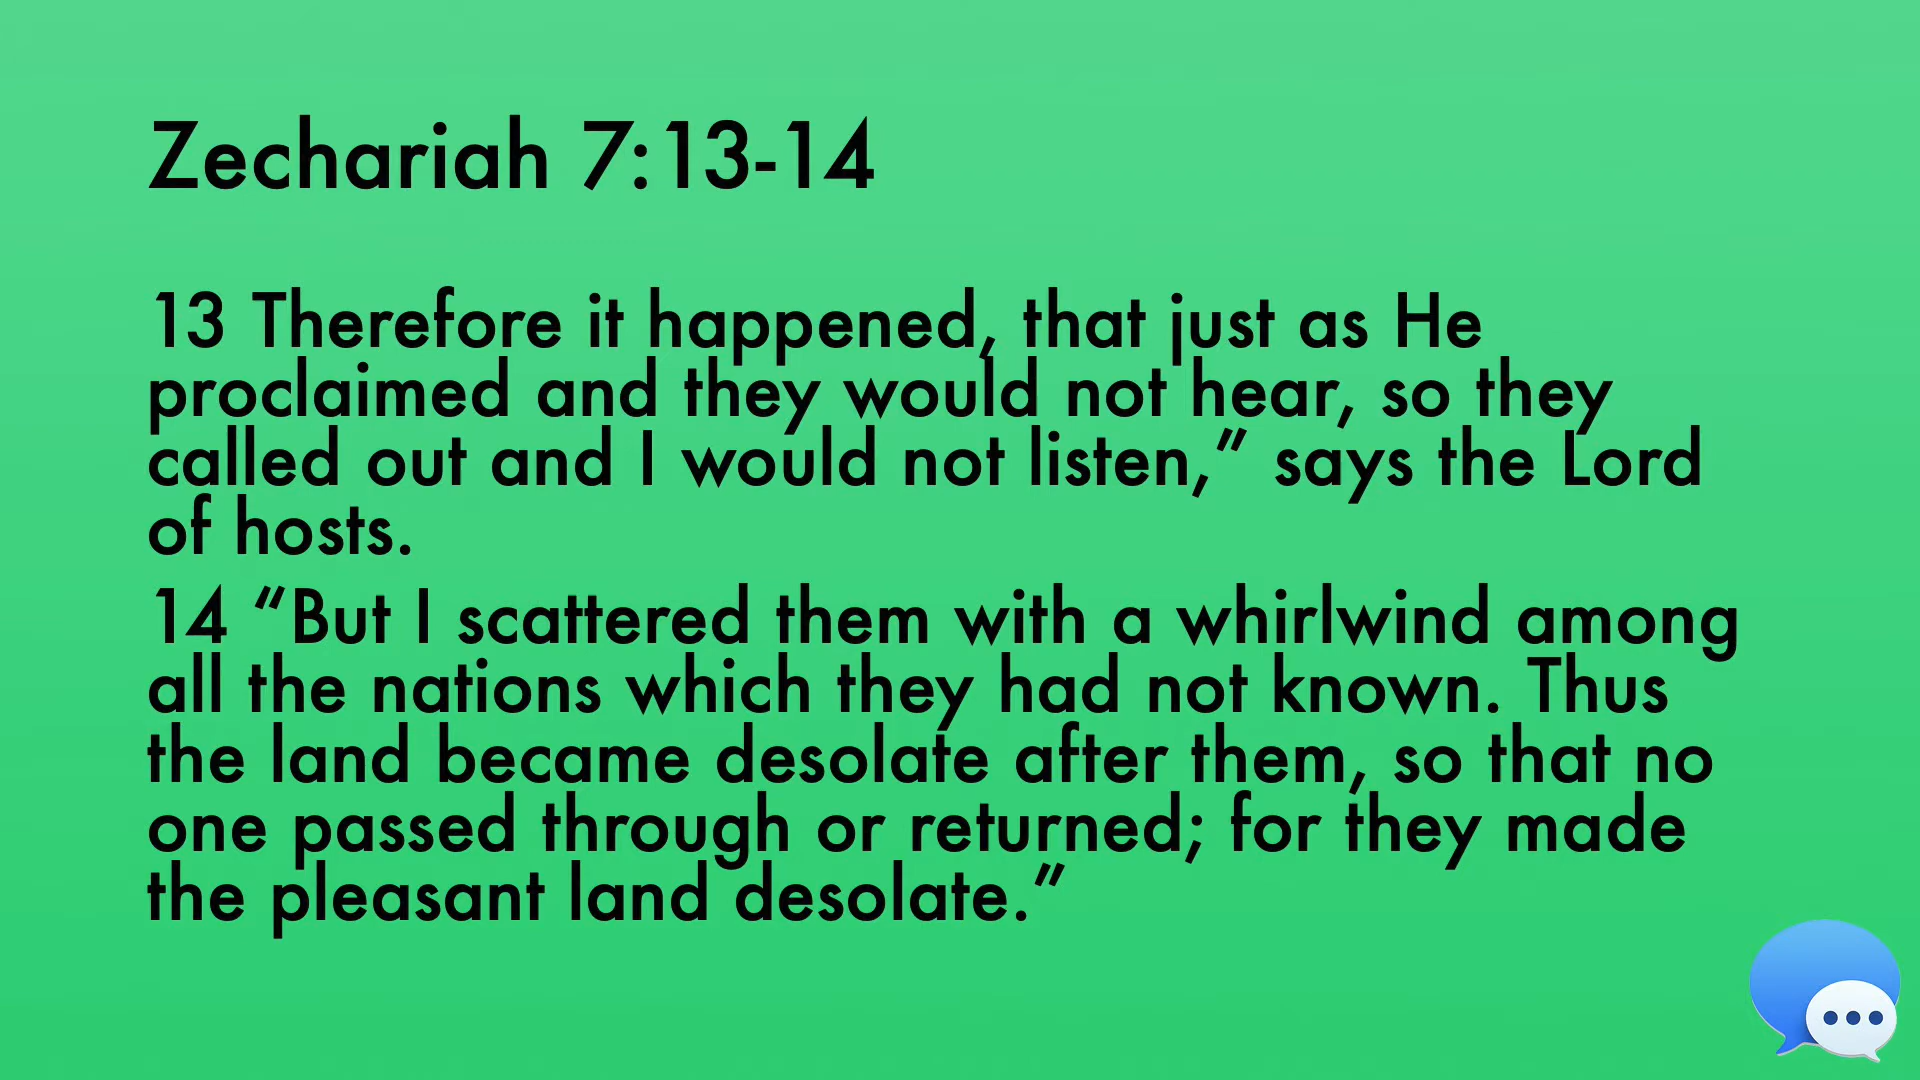 Zechariah 7:13-14
13 Therefore it happened, that just as He
proclaimed and they would not hear, so they
called out and I would not listen,” says the Lord
of hosts.
14 “But I scattered them with a whirlwind among
all the nations which they had not known. Thus
the land became desolate after them, so that no
one passed through or returned; for they made
the pleasant land desolate.”